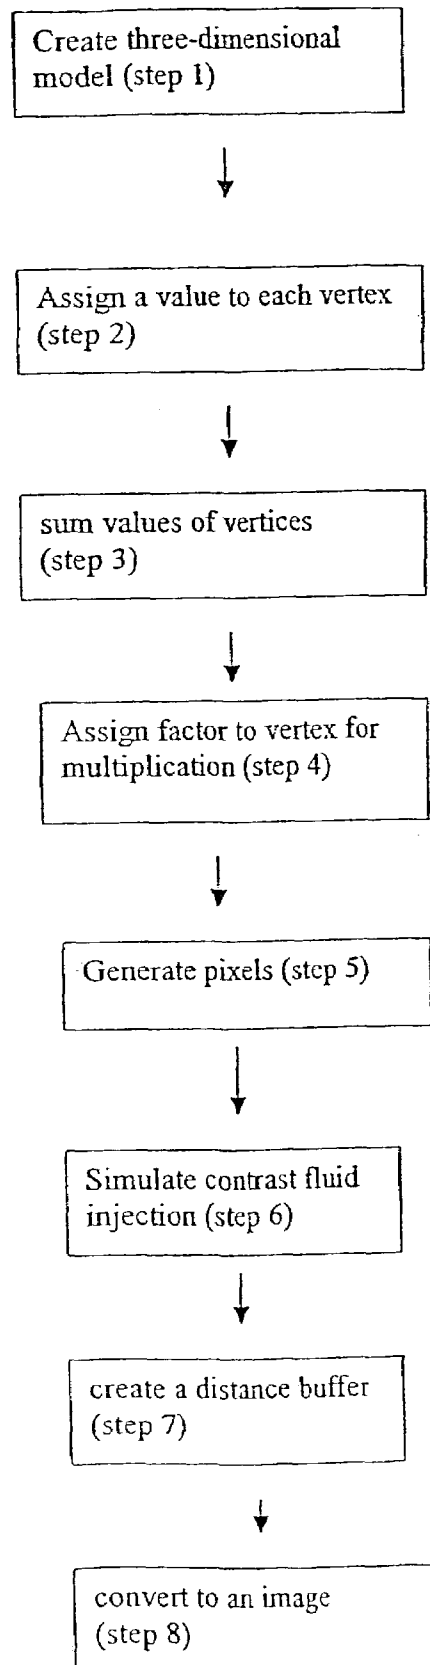 Create three-dimensional
model (step 1)
Assign a value to each vertex
(step 2)
sum values of vertices
(step 3)
Assign factor to vertex for
multiplication (step 4)
Generate pixels (step 5)
Simulate contrast fluid
injection (step 6)
create a distance buffer
(step 7)
convert to an image
(step 8)